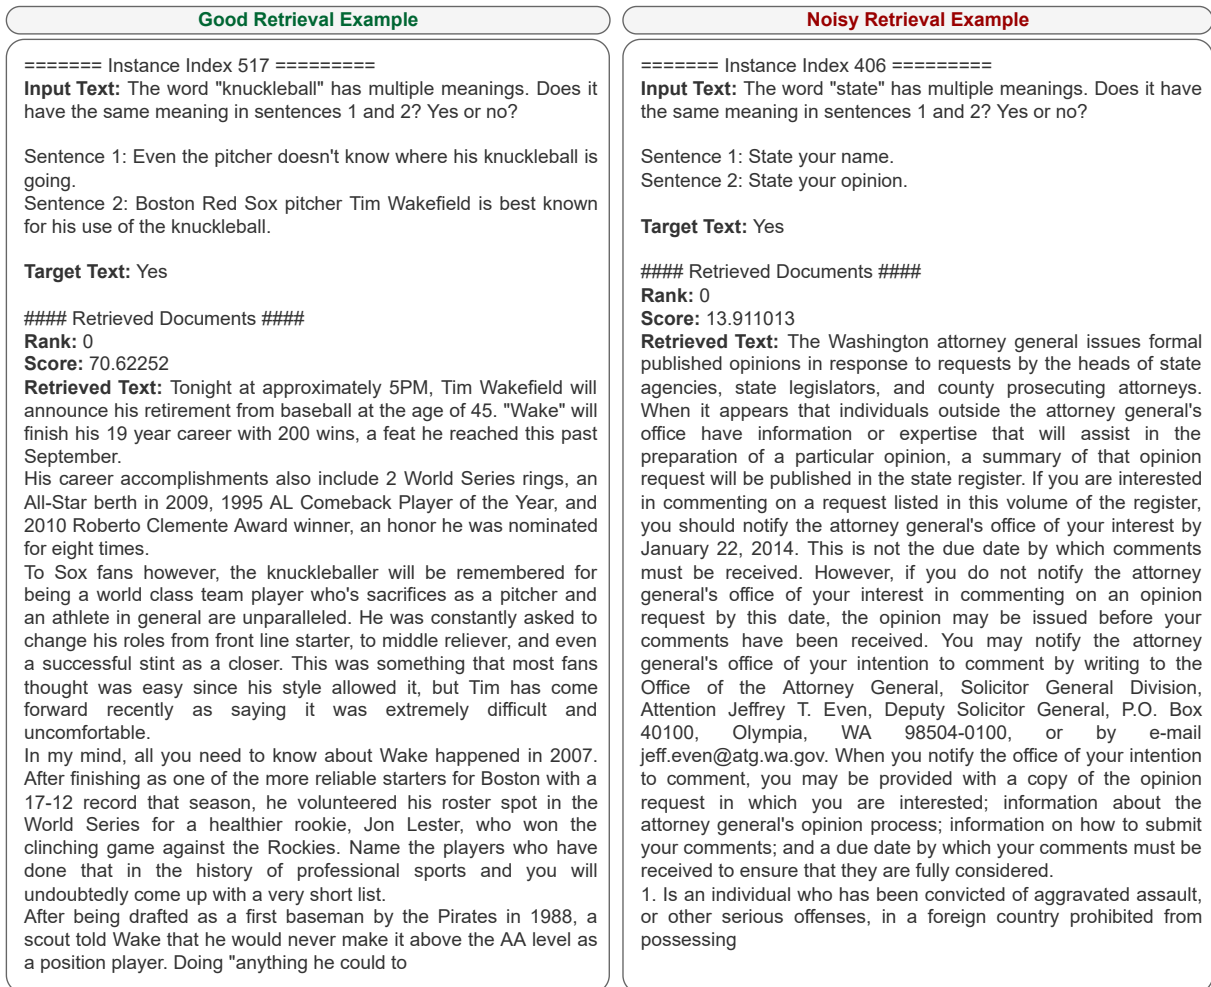 Good Retrieval Example
======= Instance Index 517 =========
Input Text: The word "knuckleball" has multiple meanings. Does it
have the same meaning in sentences 1 and 2? Yes or no?
Sentence 1: Even the pitcher doesn't know where his knuckleball is
going.
Sentence 2: Boston Red Sox pitcher Tim Wakefield is best known
for his use of the knuckleball.
Target Text: Yes
#### Retrieved Documents ####
Rank: 0
Score: 70.62252
Retrieved Text: Tonight at approximately 5PM, Tim Wakefield will
announce his retirement from baseball at the age of 45. "Wake" will
finish his 19 year career with 200 wins, a feat he reached this past
September.
His career accomplishments also include 2 World Series rings, an
All-Star berth in 2009, 1995 AL Comeback Player of the Year, and
2010 Roberto Clemente Award winner, an honor he was nominated
for eight times.
To Sox fans however, the knuckleballer will be remembered for
being a world class team player who's sacrifices as a pitcher and
an athlete in general are unparalleled. He was constantly asked to
change his roles from front line starter, to middle reliever, and even
a successful stint as a closer. This was something that most fans
thought was easy since his style allowed it, but Tim has come
forward recently as saying it was extremely difficult and
uncomfortable.
In my mind, all you need to know about Wake happened in 2007.
After finishing as one of the more reliable starters for Boston with a
17-12 record that season, he volunteered his roster spot in the
World Series for a healthier rookie, Jon Lester, who won the
clinching game against the Rockies. Name the players who have
done that in the history of professional sports and you will
undoubtedly come up with a very short list.
After being drafted as a first baseman by the Pirates in 1988, a
scout told Wake that he would never make it above the AA level as
a position player. Doing "anything he could to
Noisy Retrieval Example
======= Instance Index 406 =========
Input Text: The word "state" has multiple meanings. Does it have
the same meaning in sentences 1 and 2? Yes or no?
Sentence 1: State your name.
Sentence 2: State your opinion.
Target Text: Yes
#### Retrieved Documents ####
Rank: 0
Score: 13.911013
Retrieved Text: The Washington attorney general issues formal
published opinions in response to requests by the heads of state
agencies, state legislators, and county prosecuting attorneys.
When it appears that individuals outside the attorney general's
office have information or expertise that will assist in the
preparation of a particular opinion, a summary of that opinion
request will be published in the state register. If you are interested
in commenting on a request listed in this volume of the register,
you should notify the attorney general's office of your interest by
January 22, 2014. This is not the due date by which comments
must be received. However, if you do not notify the attorney
general's office of your interest in commenting on an opinion
request by this date, the opinion may be issued before your
comments have been received. You may notify the attorney
general's office of your intention to comment by writing to the
Office of the Attorney General, Solicitor General Division,
Attention Jeffrey T. Even, Deputy Solicitor General, P.O. Box
40100, Olympia, WA 98504-0100, or by e-mail
jeff.even@atg.wa.gov. When you notify the office of your intention
to comment, you may be provided with a copy of the opinion
request in which you are interested; information about the
attorney general's opinion process; information on how to submit
your comments; and a due date by which your comments must be
received to ensure that they are fully considered.
1. Is an individual who has been convicted of aggravated assault,
or other serious offenses, in a foreign country prohibited from
possessing